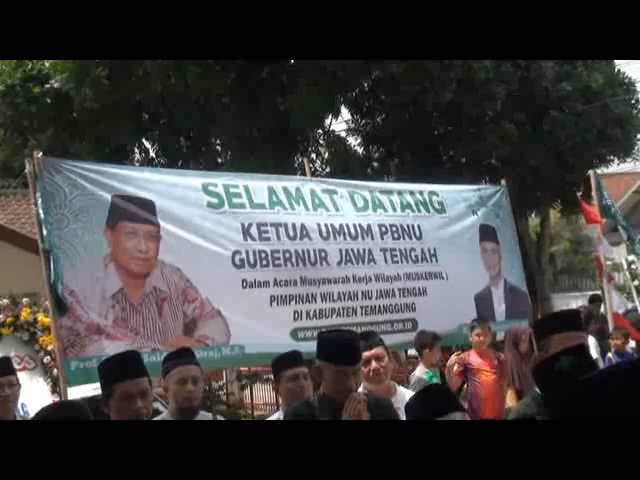 SELAMAT DATANG
KETUA UMUM PBNU
GUBERNUR JAWA TENGAH
Dalam Acara Musyawarah Kerja Wilayah (MUSKERWIL)
PIMPINAN WILAYAH NU JAWA TENGAH
DI KABUPATEN TEMANGGUNG